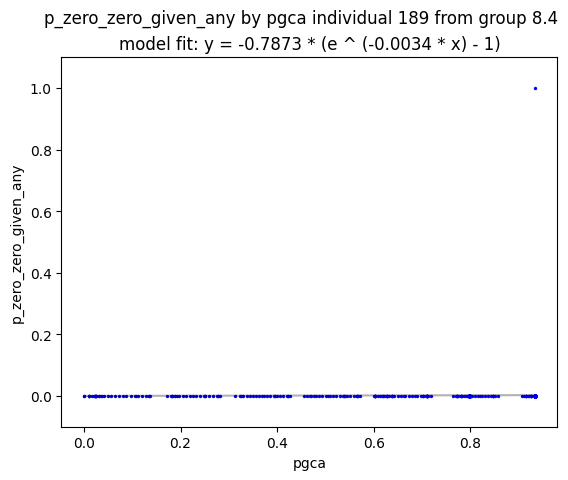 p_zero_zero_given_any by pgca individual 189 from group 8.4
model fit: y = -0.7873 * (e ^ (-0.0034 * x) - 1)
p_zero_zero_given_any
1.0
0.8
0.6
0.4
0.2
0.0
0.0 0.2 0.4 0.6 0.8
pgca